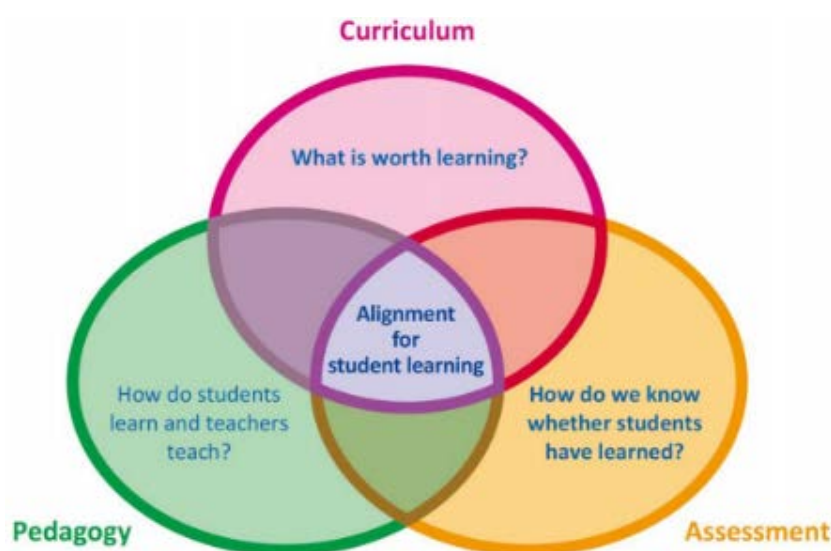 Curriculum
What is worth learning?
Alignment
for
student learning
How do students
learn and teachers
teach?
How do we know
whether students
have learned?
Pedagogy
Assessment